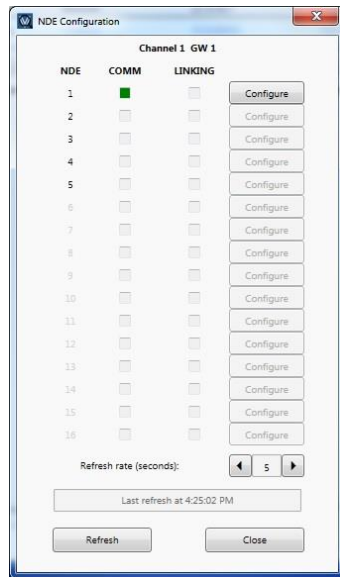 NDE Configuration
Channel 1 GW 1
NDE COMM LINKING
1 Configure
2 Configure
3 Configure
4 Configure
5 Configure
6 Configure
7 Configure
8 Configure
9 Configure
10 Configure
11 Configure
12 Configure
13 Configure
14 Configure
15 Configure
16 Configure
Refresh rate (seconds): 5
Last refresh at 4:25:02 PM
Refresh Close